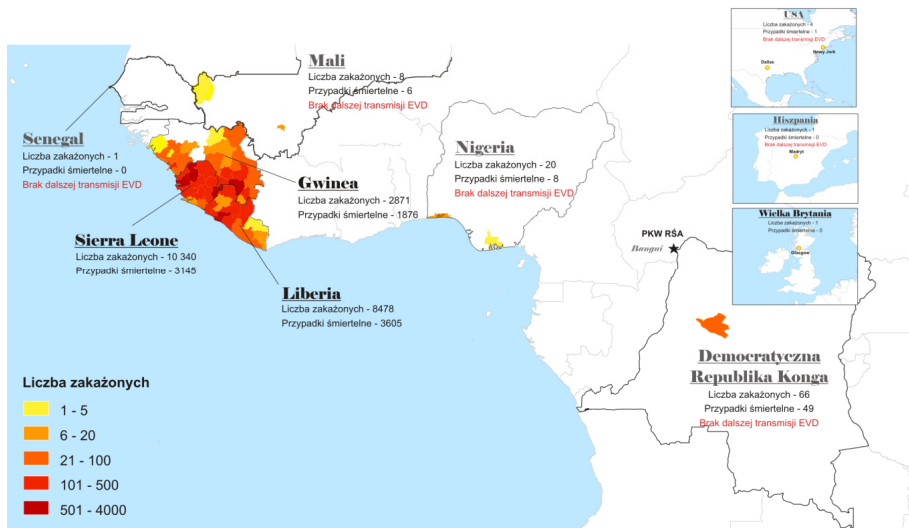 USA
Liczba zakażonych - 4
Przypadki śmiertelne - 1
Brak dalszej transmisji EVD
Nowy Jork
Dallas
Mali
Liczba zakażonych - 8
Przypadki śmiertelne - 6
Brak dalszej transmisji EVD
Senegal
Liczba zakażonych - 1
Przypadki śmiertelne - 0
Brak dalszej transmisji EVD
Nigeria
Liczba zakażonych - 20
Przypadki śmiertelne - 8
Brak dalszej transmisji EVD
Hiszpania
Liczba zakażonych - 1
Przypadki śmiertelne - 0
Brak dalszej transmisji EVD
Madryt
Gwinea
Liczba zakażonych - 2871
Przypadki śmiertelne - 1876
Wielka Brytania
Liczba zakażonych - 1
Przypadki śmiertelne - 0
Glasgow
Sierra Leone
Liczba zakażonych - 10 340
Przypadki śmiertelne - 3145
PKW RŚA
Bangui
Liberia
Liczba zakażonych - 8478
Przypadki śmiertelne - 3605
Democratyczna
Republika Konga
Liczba zakażonych - 66
Przypadki śmiertelne - 49
Brak dalszej transmisji EVD
Liczba zakażonych
1 - 5
6 - 20
21 - 100
101 - 500
501 - 4000